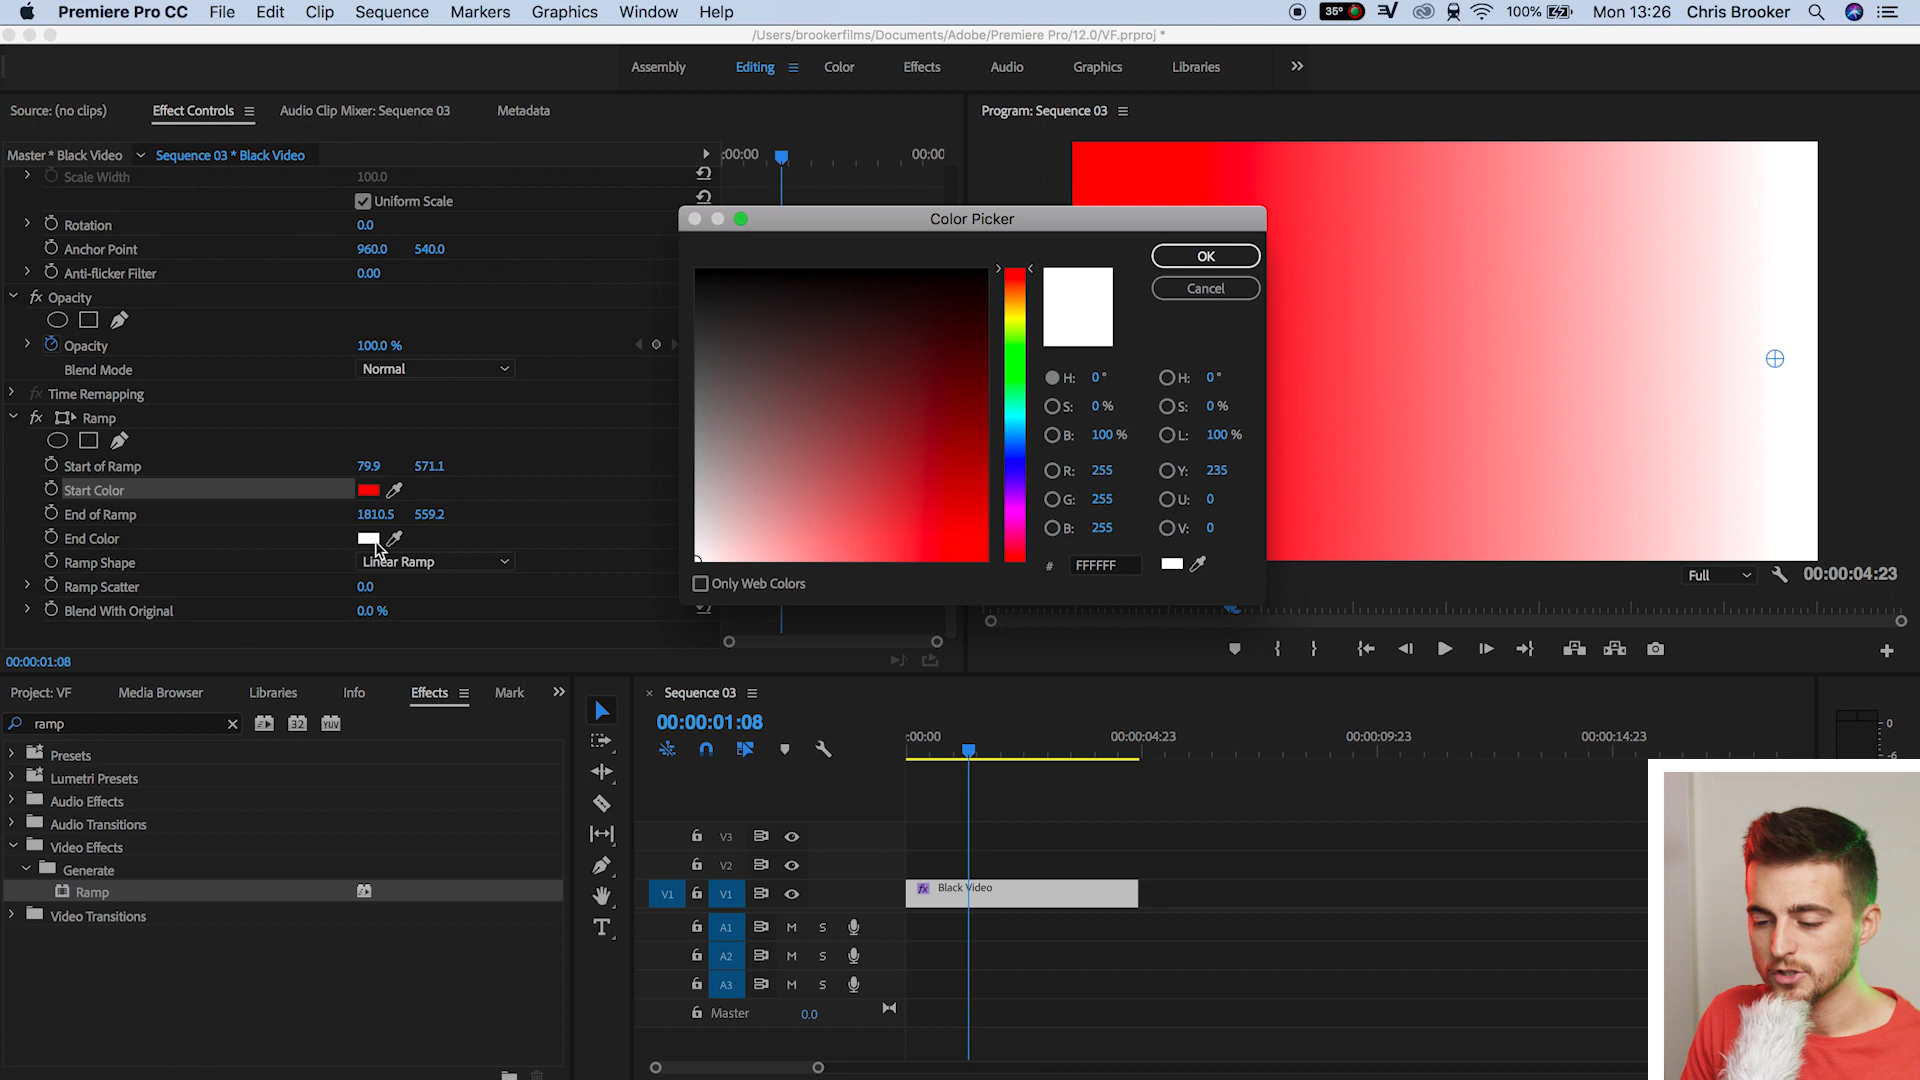 Premiere Pro CC File Edit Clip Sequence Markers Graphics Window Help 35° 100% Mon 13:26 Chris Brooker
/Users/brookerfilms/Documents/Adobe/Premiere Pro/12.0/VF.prproj *
Assembly Editing Color Effects Audio Graphics Libraries
Source: (no clips) Effect Controls Audio Clip Mixer: Sequence 03 Metadata
Program: Sequence 03
Master * Black Video Sequence 03 * Black Video
:00:00 00:00
Scale Width 100.0
Uniform Scale
Rotation 0.0
Anchor Point 960.0 540.0
Anti-flicker Filter 0.00
fx Opacity
Opacity 100.0 %
Blend Mode Normal
fx Time Remapping
fx Ramp
Start of Ramp 79.9 571.1
Start Color
End of Ramp 1810.5 559.2
End Color
Ramp Shape Linear Ramp
Ramp Scatter 0.0
Blend With Original 0.0 %
00:00:01:08
Color Picker
OK
Cancel
H: 0 ° H: 0 °
S: 0 % S: 0 %
B: 100 % L: 100 %
R: 255 Y: 235
G: 255 U: 0
B: 255 V: 0
# FFFFFF
Only Web Colors
Full 00:00:04:23
Project: VF Media Browser Libraries Info Effects Mark
ramp 32 YUV
Presets
Lumetri Presets
Audio Effects
Audio Transitions
Video Effects
Generate
Ramp
Video Transitions
T
Sequence 03
00:00:01:08
:00:00 00:00:04:23 00:00:09:23 00:00:14:23
V3
V2
V1 V1 fx Black Video
A1 M S
A2 M S
A3 M S
Master 0.0
0
-6